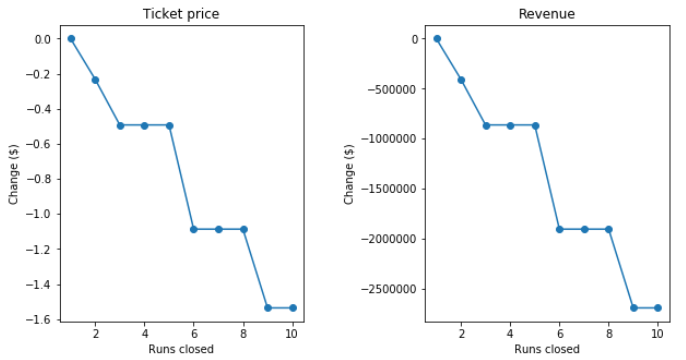 Ticket price
0.0
−0.2
−0.4
−0.6
−0.8
−1.0
−1.2
−1.4
−1.6
Change ($)
2 4 6 8 10
Runs closed
Revenue
0
−500000
−1000000
−1500000
−2000000
−2500000
Change ($)
2 4 6 8 10
Runs closed